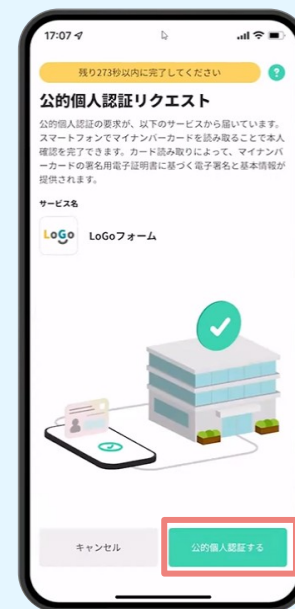 17:07
残り273秒以内に完了してください
?
公的個人認証リクエスト
公的個人認証の要求が、以下のサービスから届いています。
スマートフォンでマイナンバーカードを読み取ることで本人
確認を完了できます。カード読み取りによって、マイナンバ
ーカードの署名用電子証明書に基づく電子署名と基本情報が
提供されます。
サービス名
LoGo
LoGoフォーム
キャンセル
公的個人認証する